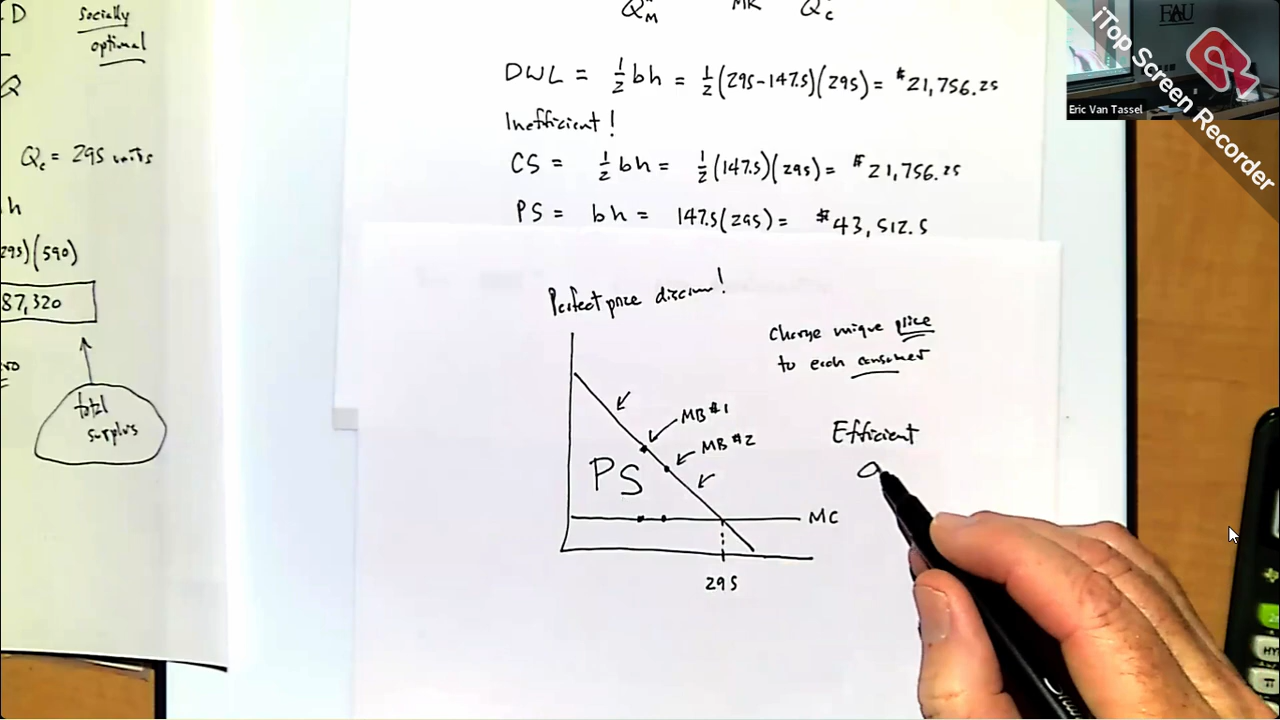 D
Socially
optimal
Q
Qc = 295 units
h
295)(590)
87,320
total
surplus
QM MR Qc
DWL = 1/2 bh = 1/2 (295-147.5)(295) = $21,756.25
Inefficient!
CS = 1/2 bh = 1/2 (147.5)(295) = $21,756.25
PS = bh = 147.5(295) = $43,512.5
Perfect price discrim!
Charge unique price
to each consumer
MB #1
MB #2
Efficient
PS
MC
295
FAU
Eric Van Tassel
iTop Screen Recorder
HY
π